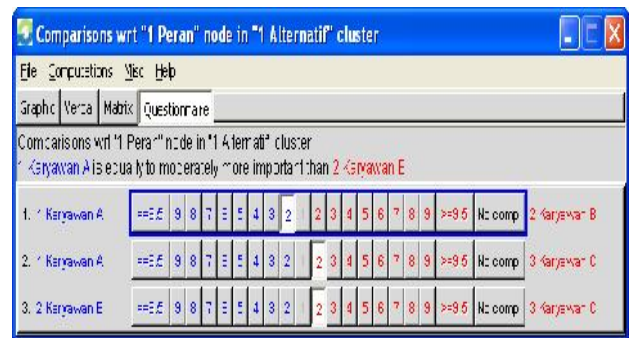 Comparisons wrt "1 Peran" node in "1 Alternatif" cluster
File Computations Misc Help
Graphic Verbal Matrix Questionnare
Comparisons wrt "1 Peran" node in "1 Alternatif" cluster
1 Karyawan A is equally to moderately more important than 2 Karyawan
1. 1 Karyawan A >=9.5 9 8 7 6 5 4 3 2 2 3 4 5 6 7 8 9 >=9.5 No comp 2 Karyawan B
2. 1 Karyawan A >=9.5 9 8 7 6 5 4 3 2 2 3 4 5 6 7 8 9 >=9.5 No comp 3 Karyawan C
3. 2 Karyawan >=9.5 9 8 7 6 5 4 3 2 2 3 4 5 6 7 8 9 >=9.5 No comp 3 Karyawan C